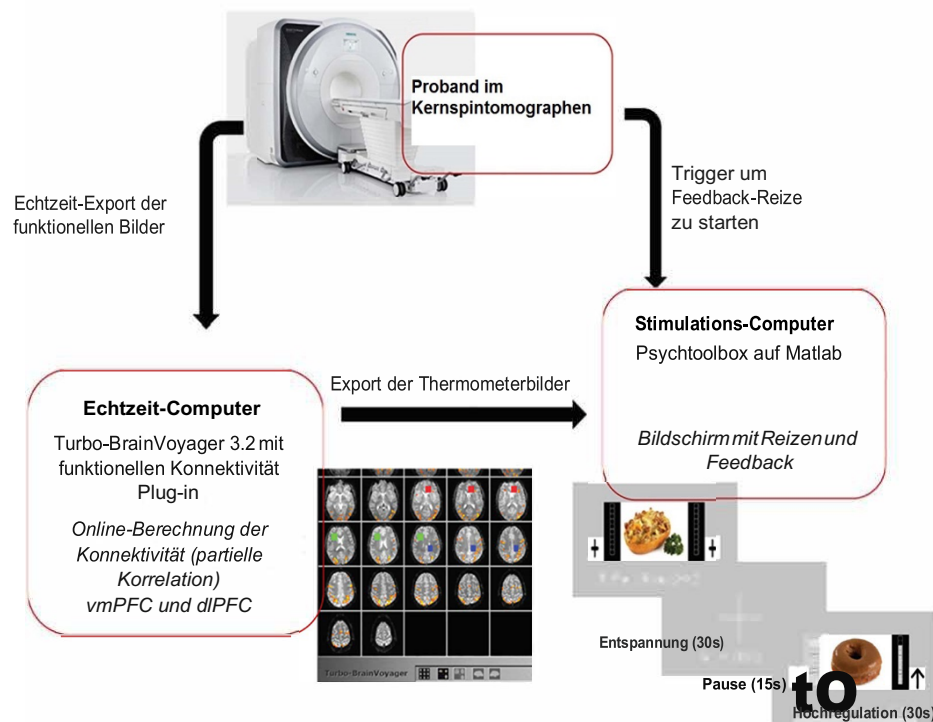 Proband im
Kernspintomographen
Echtzeit-Export der
funktionellen Bilder
Trigger um
Feedback-Reize
zu starten
Stimulations-Computer
Psychtoolbox auf Matlab
Bildschirm mit Reizen und
Feedback
Export der Thermometerbilder
Echtzeit-Computer
Turbo-BrainVoyager 3.2 mit
funktionellen Konnektivität
Plug-in
Online-Berechnung der
Konnektivität (partielle
Korrelation)
vmPFC und dlPFC
Turbo-BrainVoyager
Entspannung (30s)
Pause (15s)
to
Hochregulation (30s)